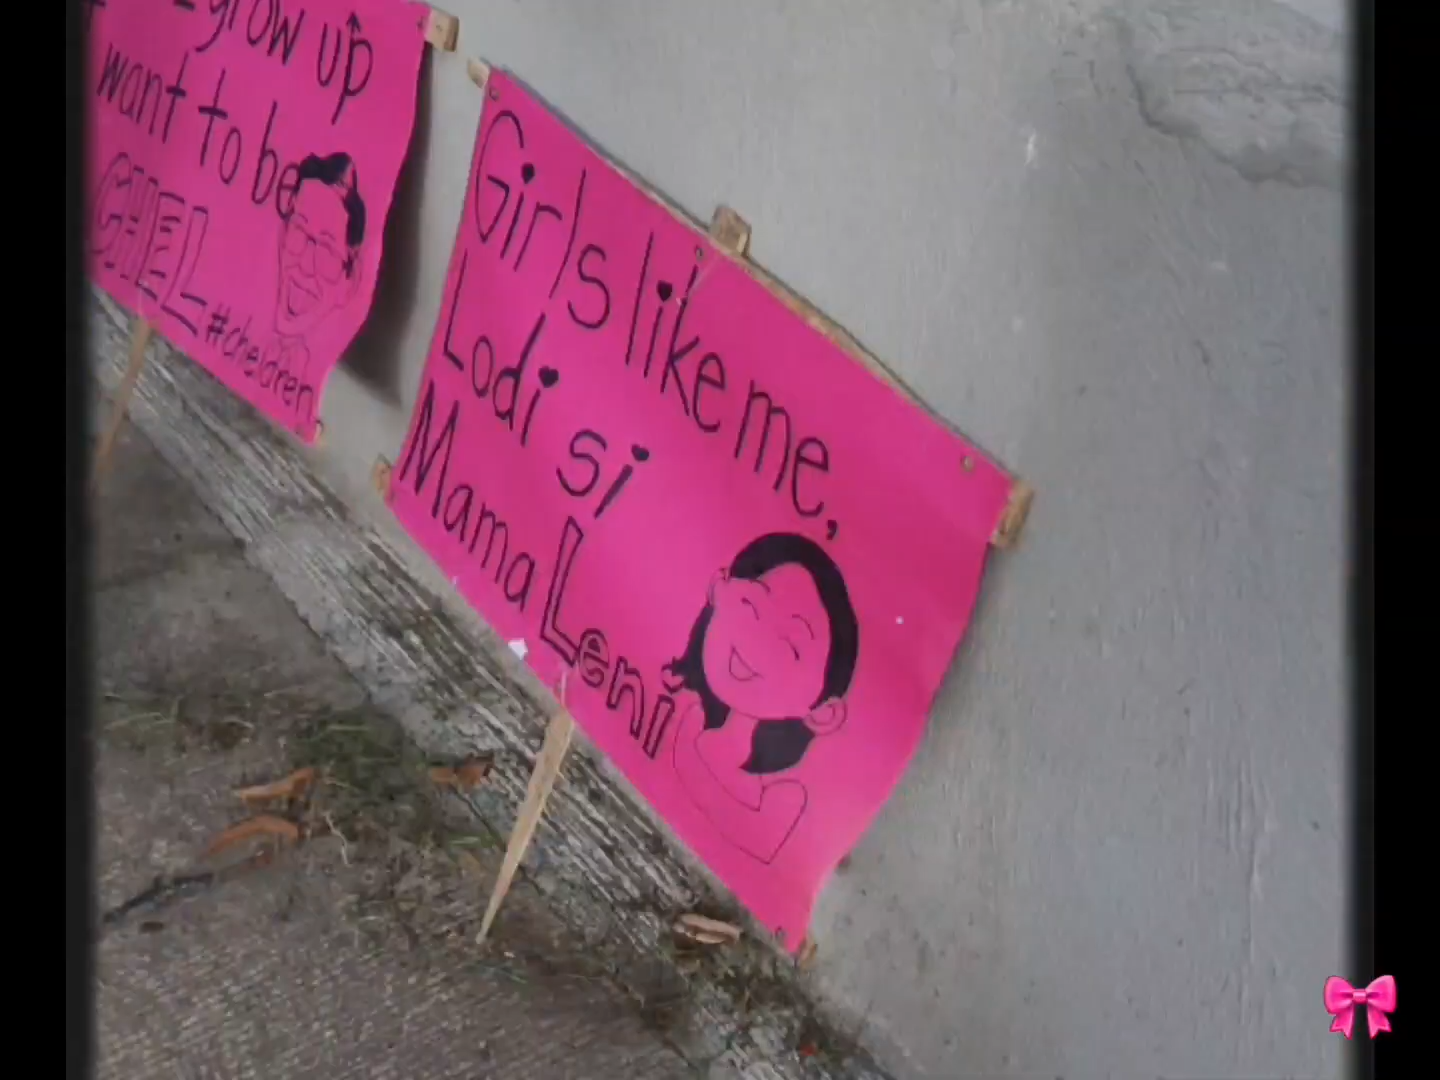 grow up
want to be
CHEL
#cheldren
Girls like me,
Lodi si
Mama Leni